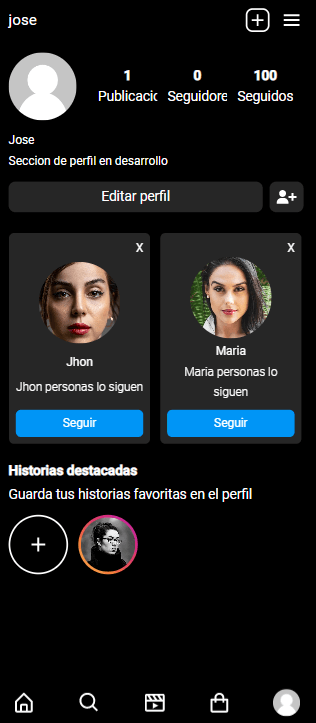 jose
1 0 100
Publicacic Seguidore Seguidos
Jose
Seccion de perfil en desarrollo
Editar perfil
X X
Jhon
Jhon personas lo siguen
Seguir
Maria
Maria personas lo
siguen
Seguir
Historias destacadas
Guarda tus historias favoritas en el perfil